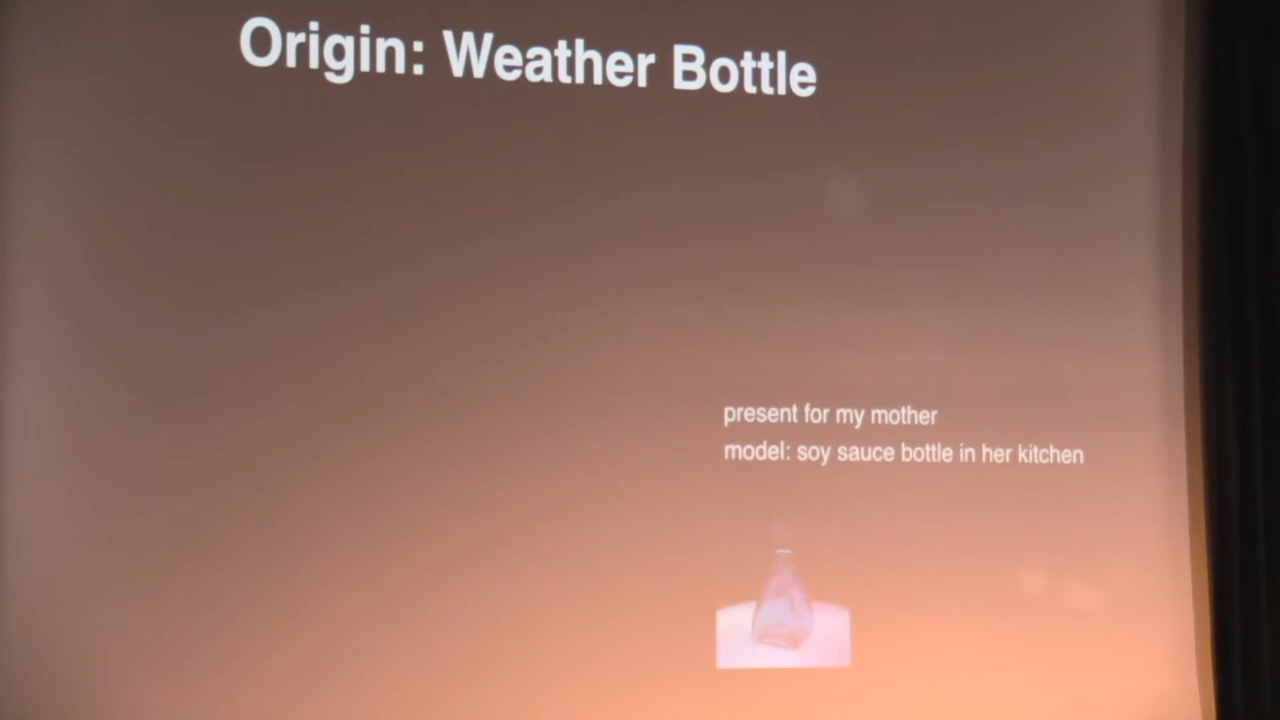 Origin: Weather Bottle
present for my mother
model: soy sauce bottle in her kitchen